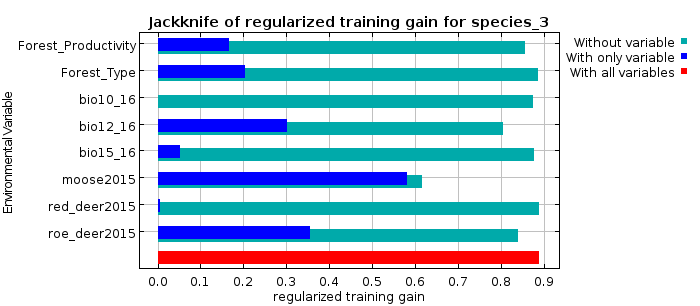 Jackknife of regularized training gain for species_3
Without variable
With only variable
With all variables
Environmental Variable
Forest_Productivity
Forest_Type
bio10_16
bio12_16
bio15_16
moose2015
red_deer2015
roe_deer2015
0.0 0.1 0.2 0.3 0.4 0.5 0.6 0.7 0.8 0.9
regularized training gain